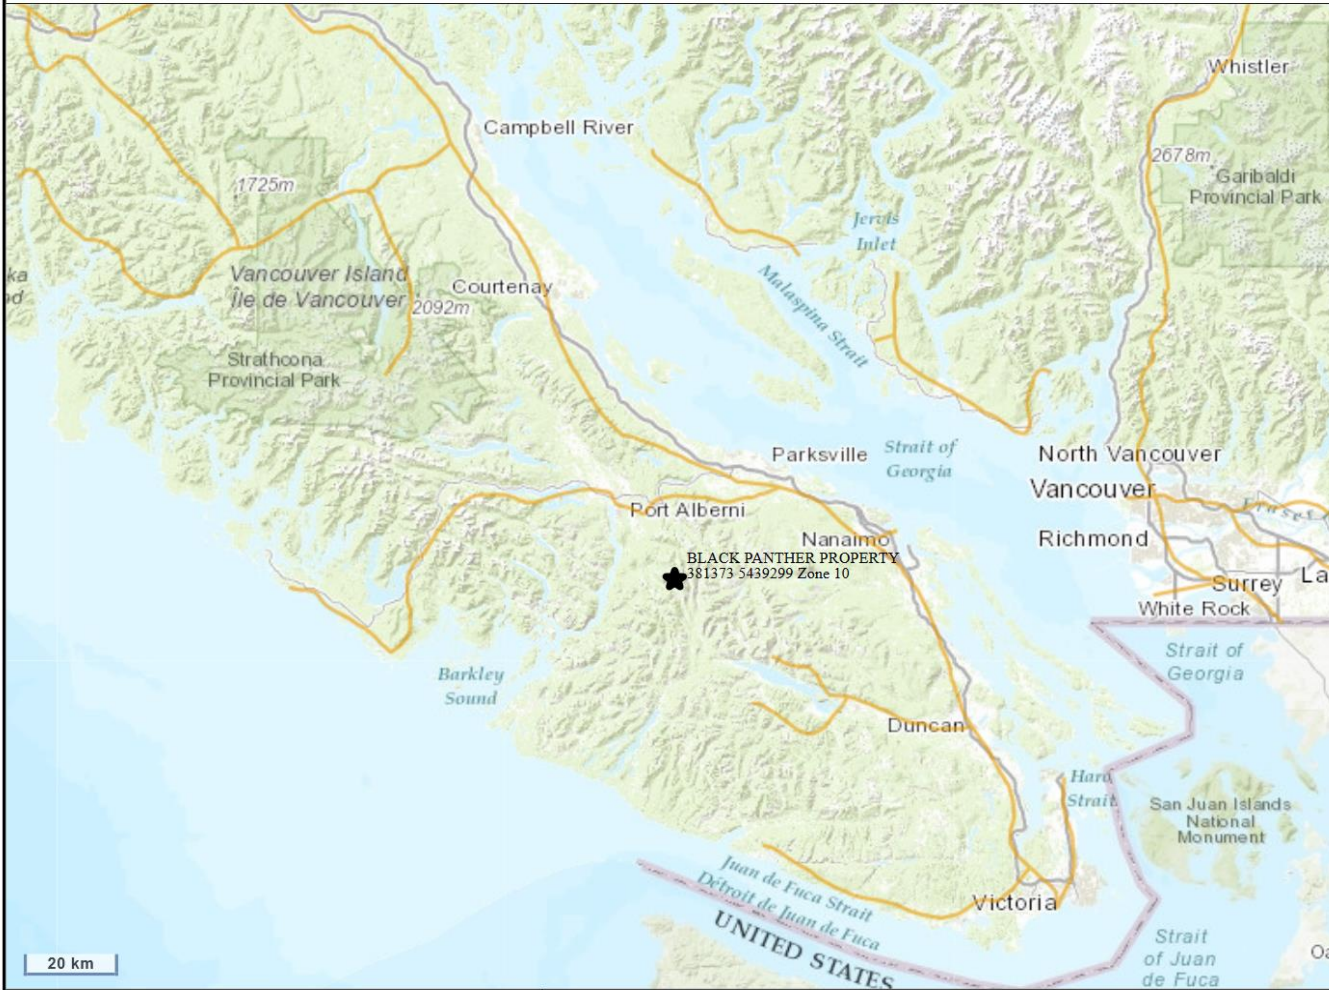 Whistler
Campbell River
2678m
Garibaldi
Provincial Park
1725m
Jervis
Inlet
Vancouver Island
Île de Vancouver
Courtenay
2092m
Malaspina Strait
Strathcona
Provincial Park
Parksville
Strait of
Georgia
North Vancouver
Vancouver
Port Alberni
Nanaimo
Richmond
BLACK PANTHER PROPERTY
381373 5439299 Zone 10
Surrey
La
White Rock
Strait of
Georgia
Barkley
Sound
Duncan
Haro
Strait
San Juan Islands
National
Monument
Juan de Fuca Strait
Détroit de Juan de Fuca
Victoria
UNITED STATES
Strait
of Juan
de Fuca
20 km